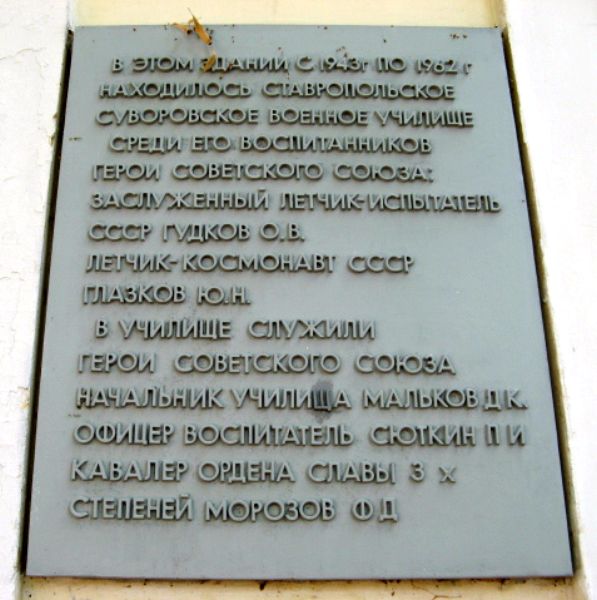 В ЭТОМ ЗДАНИИ С 1943г ПО 1962 г
НАХОДИЛОСЬ СТАВРОПОЛЬСКОЕ
СУВОРОВСКОЕ ВОЕННОЕ УЧИЛИЩЕ
СРЕДИ ЕГО ВОСПИТАННИКОВ
ГЕРОИ СОВЕТСКОГО СОЮЗА:
ЗАСЛУЖЕННЫЙ ЛЕТЧИК-ИСПЫТАТЕЛЬ
СССР ГУДКОВ О.В.
ЛЕТЧИК-КОСМОНАВТ СССР
ГЛАЗКОВ Ю.Н.
В УЧИЛИЩЕ СЛУЖИЛИ
ГЕРОИ СОВЕТСКОГО СОЮЗА
НАЧАЛЬНИК УЧИЛИЩА МАЛЬКОВ Д К.
ОФИЦЕР ВОСПИТАТЕЛЬ СЮТКИН П И
КАВАЛЕР ОРДЕНА СЛАВЫ 3 х
СТЕПЕНЕЙ МОРОЗОВ Ф Д